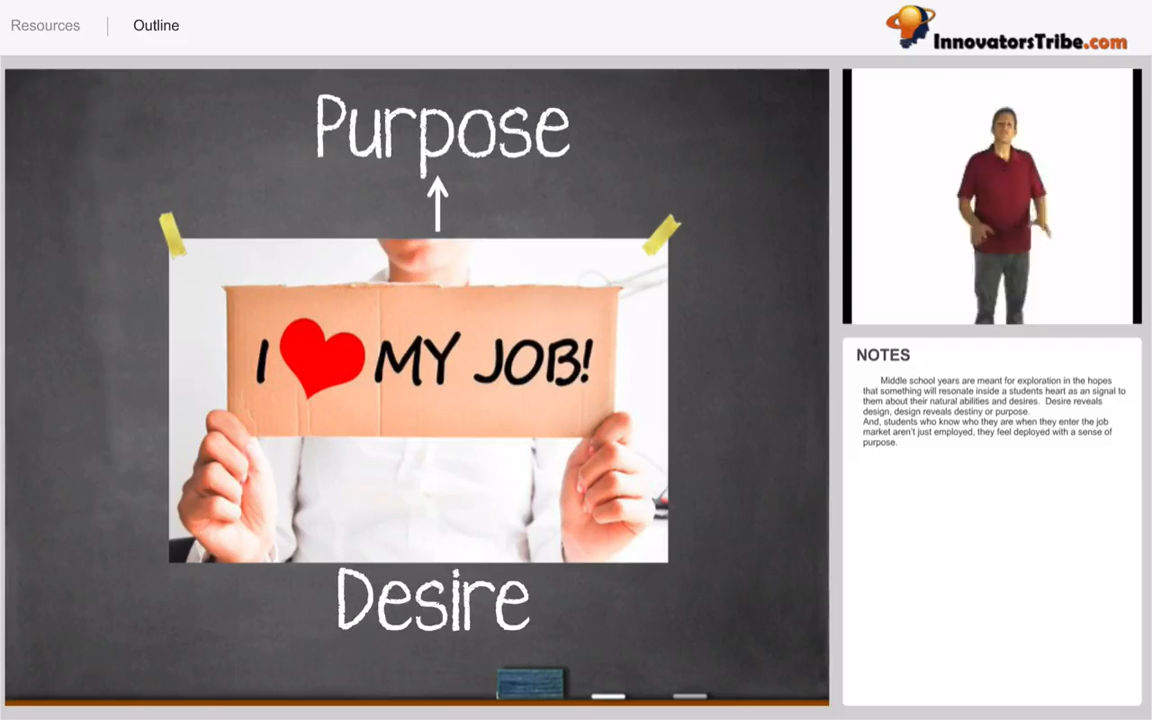 Resources
Outline
InnovatorsTribe.com
Purpose
I MY JOB!
Desire
NOTES
Middle school years are meant for exploration in the hopes
that something will resonate inside a students heart as an signal to
them about their natural abilities and desires. Desire reveals
design, design reveals destiny or purpose.
And, students who know who they are when they enter the job
market aren't just employed, they feel deployed with a sense of
purpose.